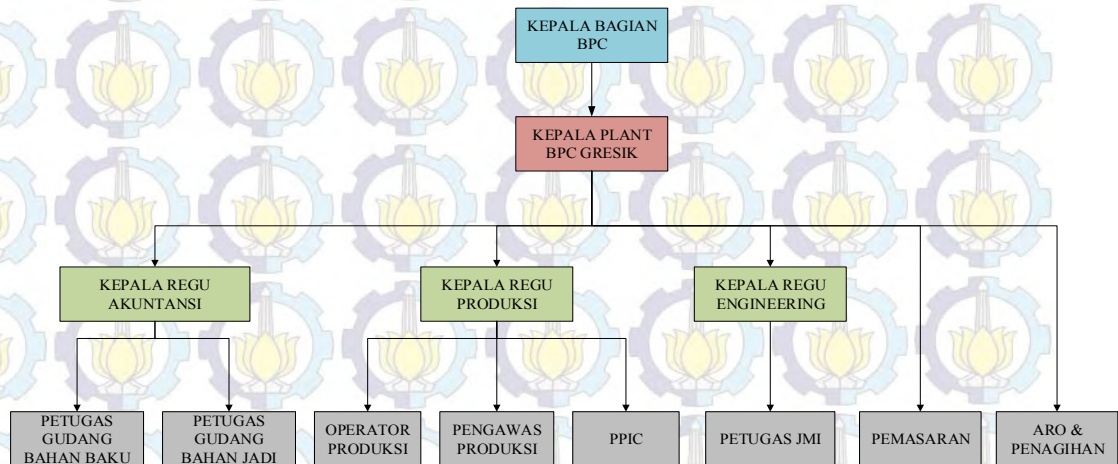 KEPALA BAGIAN
BPC
KEPALA PLANT
BPC GRESIK
KEPALA REGU
AKUNTANSI
KEPALA REGU
PRODUKSI
KEPALA REGU
ENGINEERING
PETUGAS
GUDANG
BAHAN BAKU
PETUGAS
GUDANG
BAHAN JADI
OPERATOR
PRODUKSI
PENGAWAS
PRODUKSI
PPIC
PETUGAS JMI
PEMASARAN
ARO &
PENAGIHAN